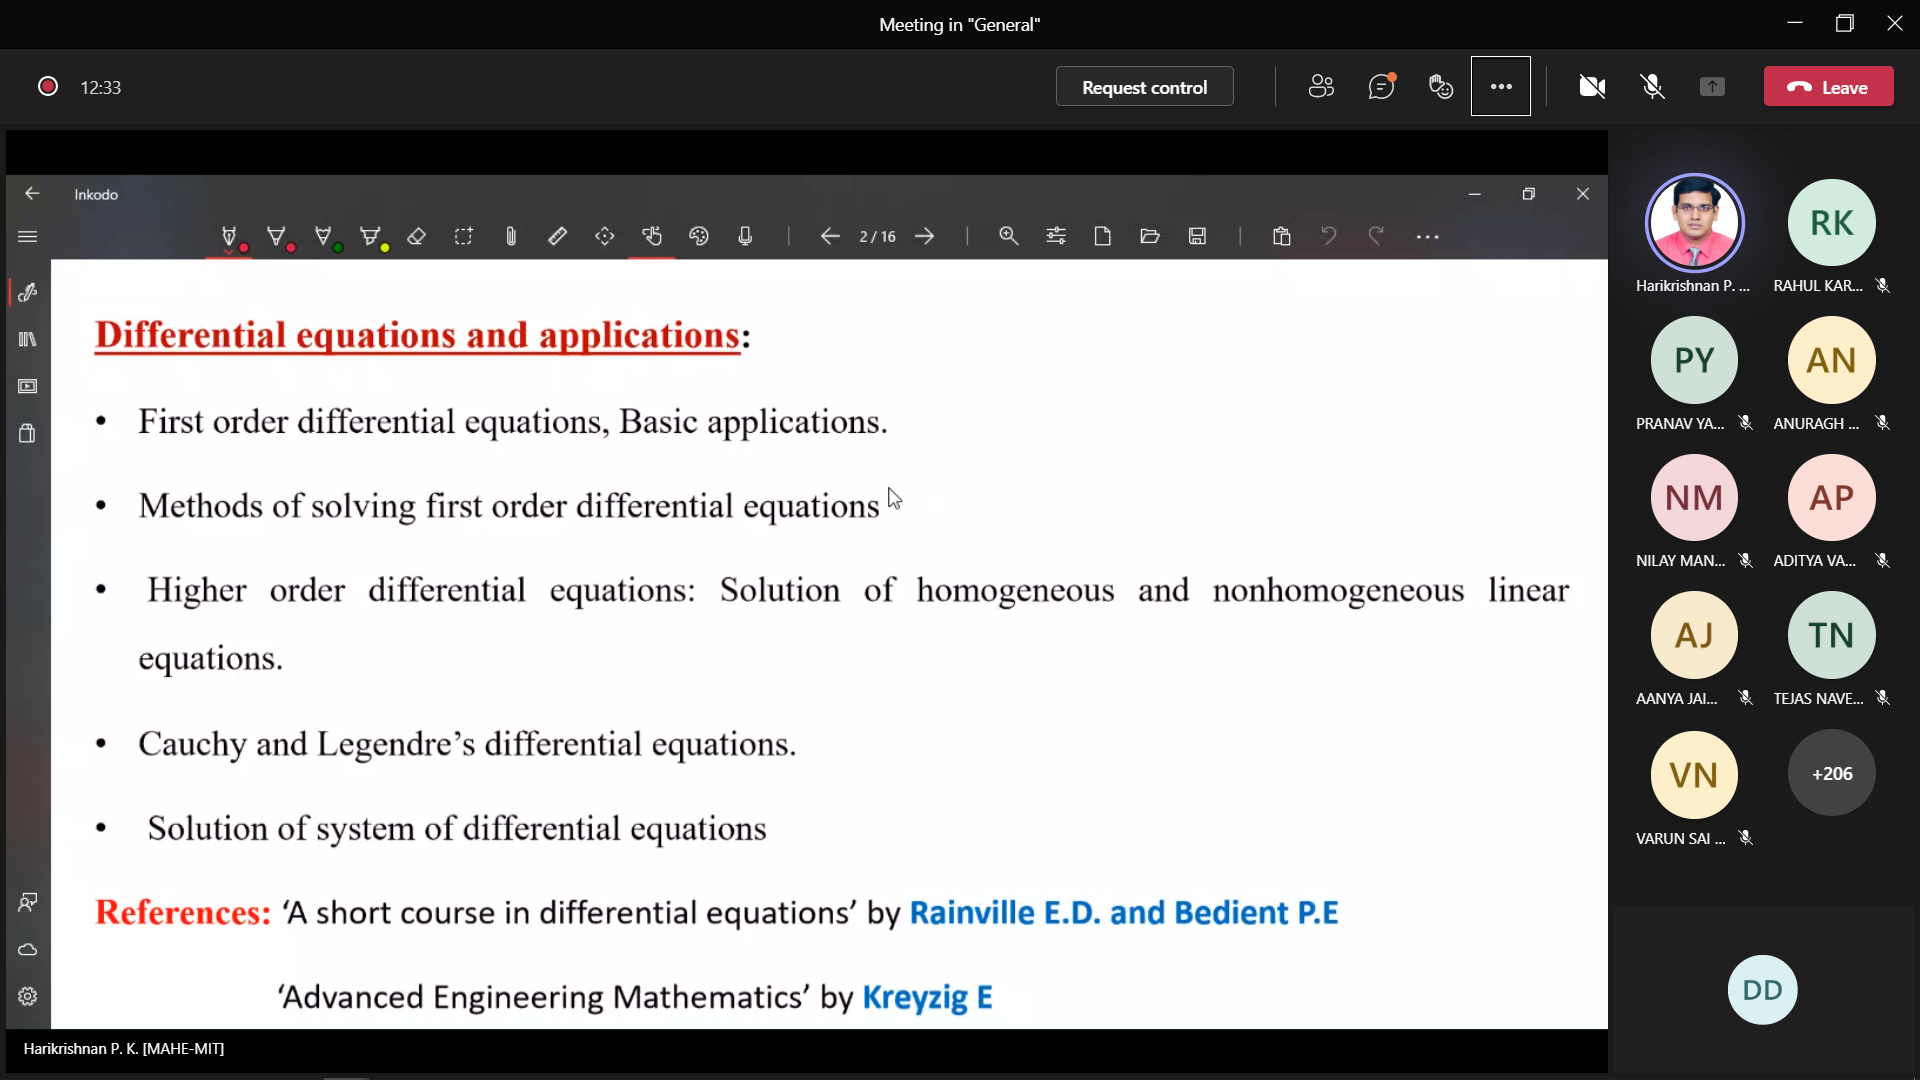 Meeting in "General"
12:33
Request control
Leave
Inkodo
2 / 16
Differential equations and applications:
• First order differential equations, Basic applications.
• Methods of solving first order differential equations
• Higher order differential equations: Solution of homogeneous and nonhomogeneous linear
equations.
• Cauchy and Legendre’s differential equations.
• Solution of system of differential equations
References: ‘A short course in differential equations’ by Rainville E.D. and Bedient P.E
‘Advanced Engineering Mathematics’ by Kreyzig E
Harikrishnan P. K. [MAHE-MIT]
RK
Harikrishnan P. ...
RAHUL KAR...
PY
AN
PRANAV YA...
ANURAGH ...
NM
AP
NILAY MAN...
ADITYA VA...
AJ
TN
AANYA JAI...
TEJAS NAVE...
VN
+206
VARUN SAI ...
DD